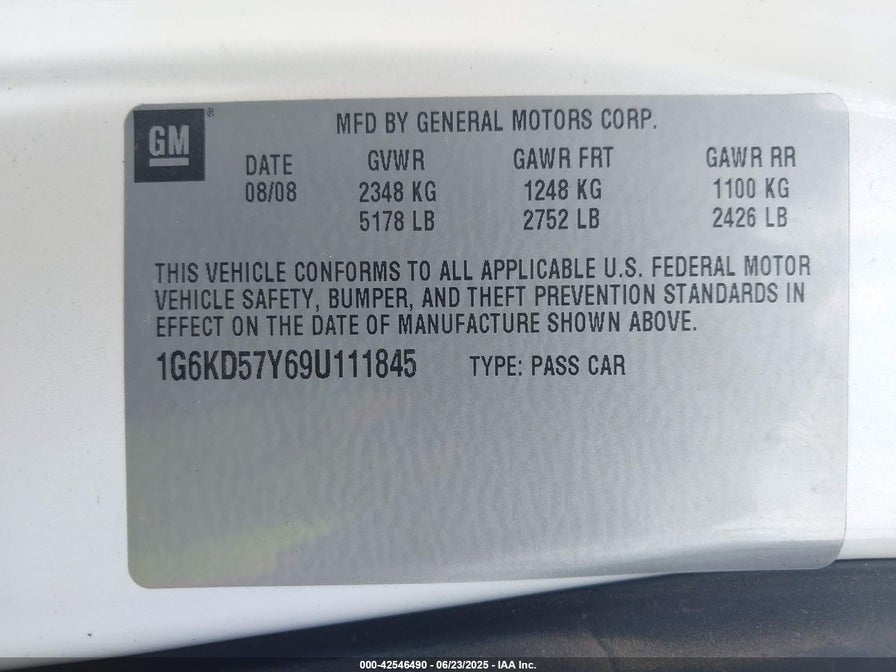 GM®
MFD BY GENERAL MOTORS CORP.
DATE GVWR GAWR FRT GAWR RR
08/08 2348 KG 1248 KG 1100 KG
5178 LB 2752 LB 2426 LB
THIS VEHICLE CONFORMS TO ALL APPLICABLE U.S. FEDERAL MOTOR
VEHICLE SAFETY, BUMPER, AND THEFT PREVENTION STANDARDS IN
EFFECT ON THE DATE OF MANUFACTURE SHOWN ABOVE.
1G6KD57Y69U111845 TYPE: PASS CAR
000-42546490 - 06/23/2025 - IAA Inc.